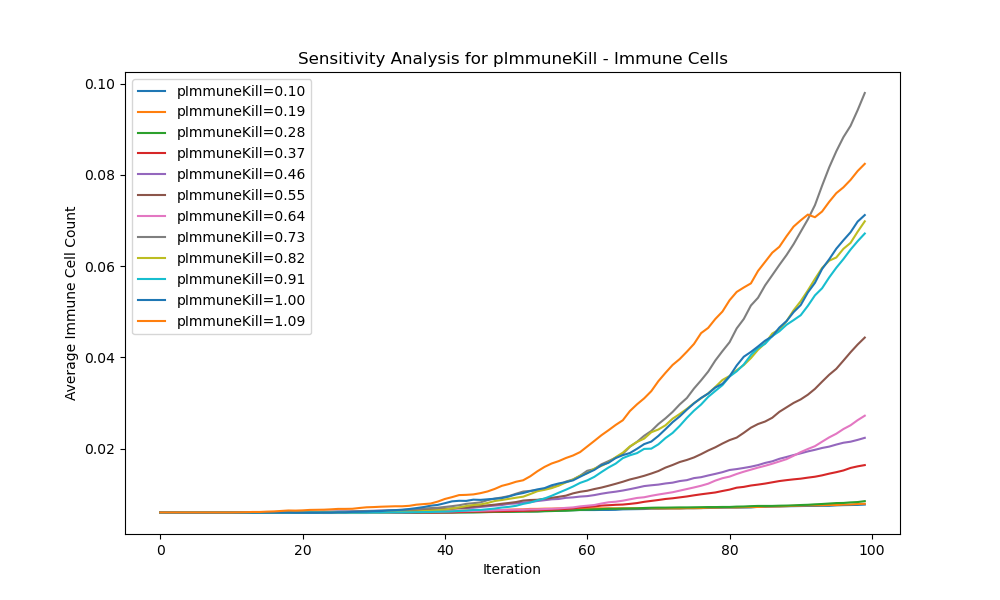 Sensitivity Analysis for pImmuneKill - Immune Cells
pImmuneKill=0.10
pImmuneKill=0.19
pImmuneKill=0.28
pImmuneKill=0.37
pImmuneKill=0.46
pImmuneKill=0.55
pImmuneKill=0.64
pImmuneKill=0.73
pImmuneKill=0.82
pImmuneKill=0.91
pImmuneKill=1.00
pImmuneKill=1.09
Average Immune Cell Count
0.10
0.08
0.06
0.04
0.02
0 20 40 60 80 100
Iteration